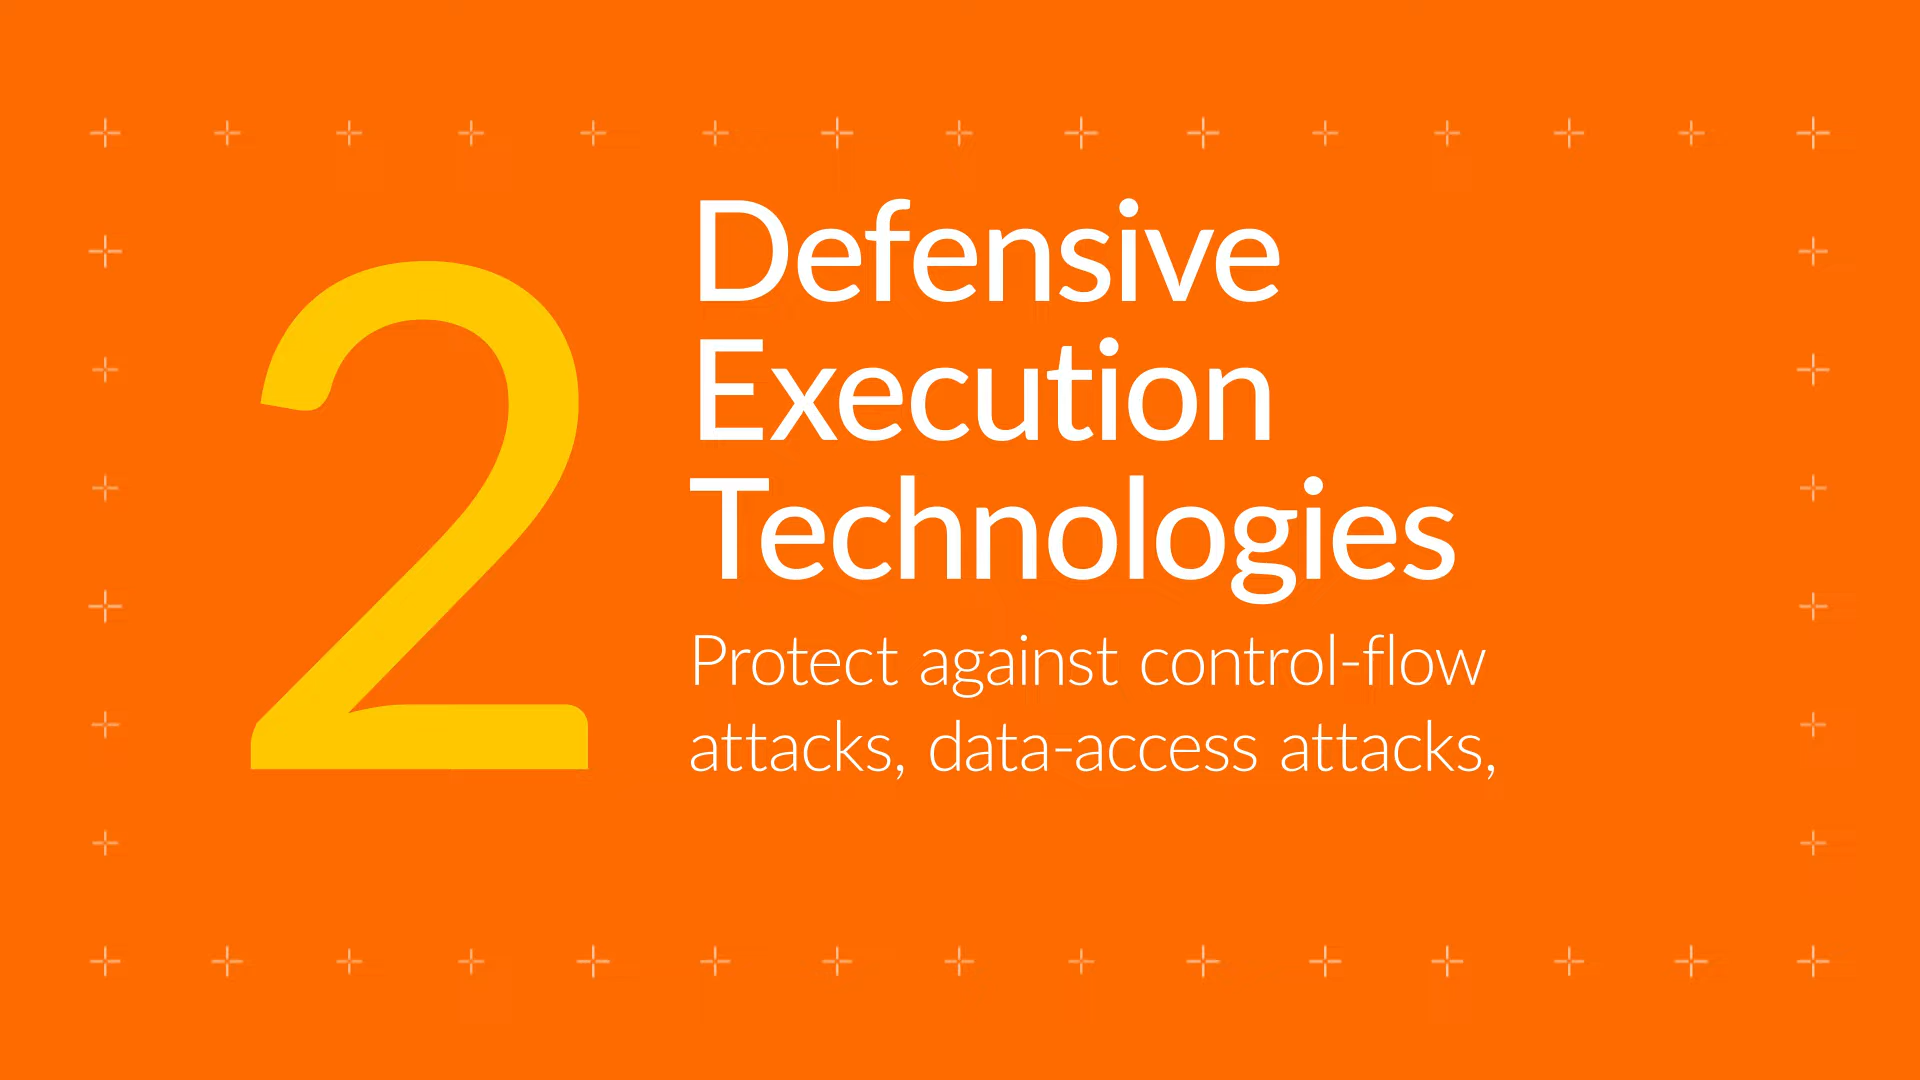 2
Defensive
Execution
Technologies
Protect against control-flow
attacks, data-access attacks,